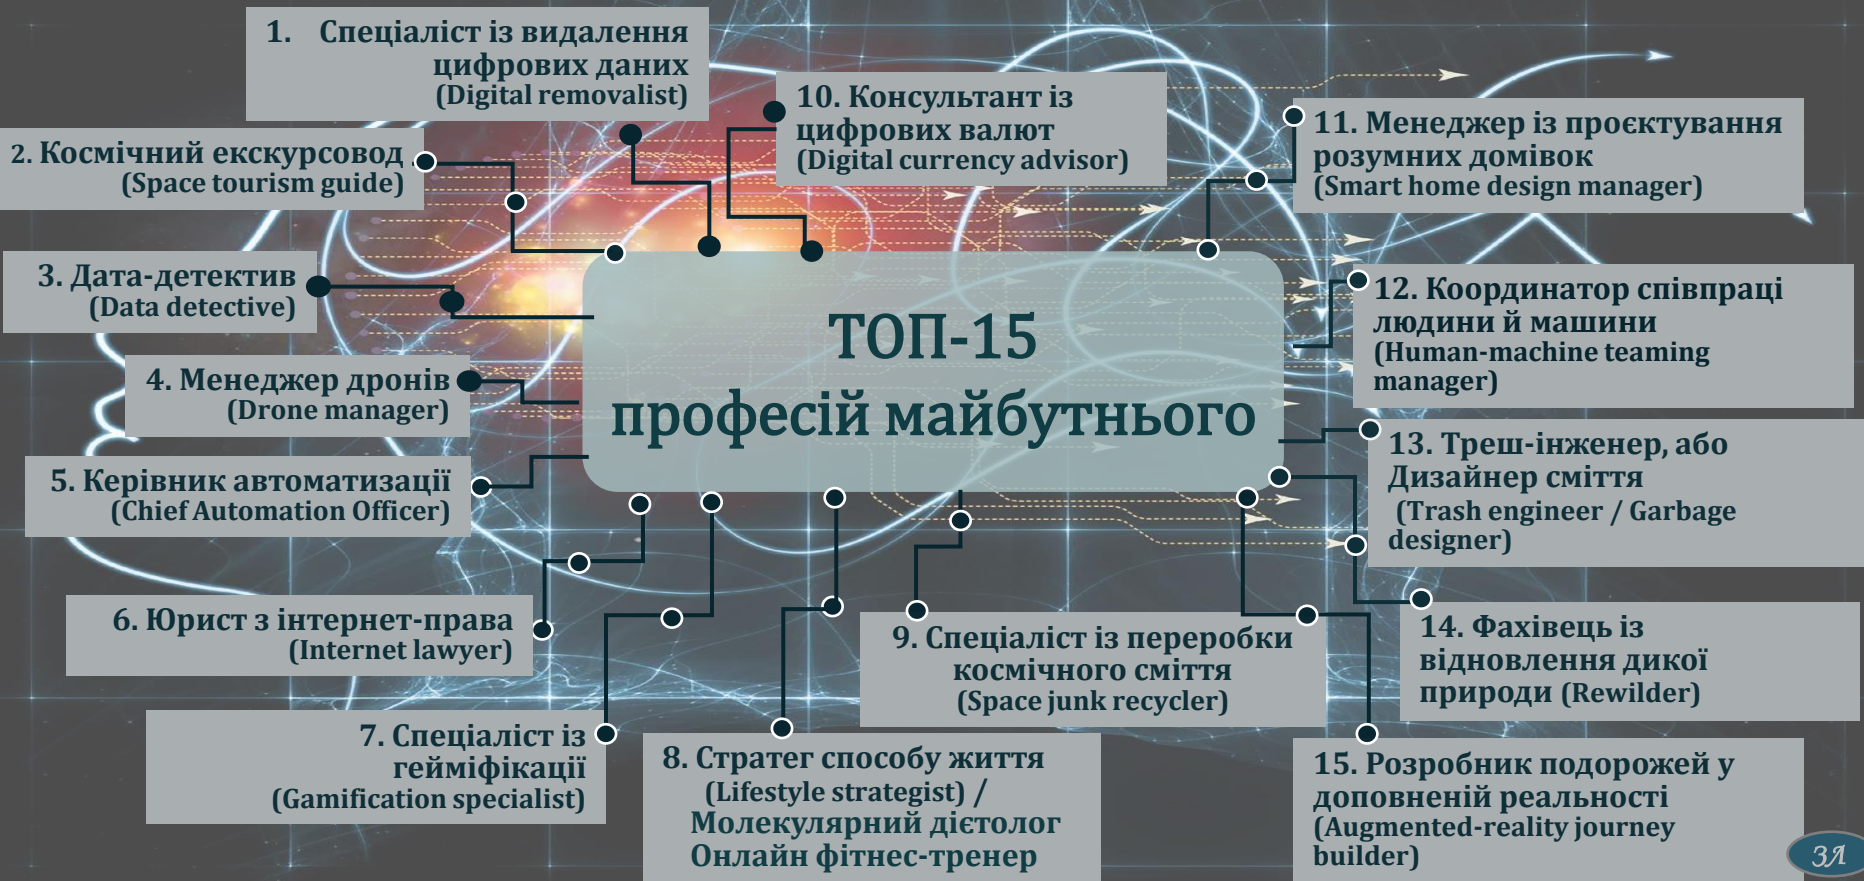 ТОП-15
професій майбутнього
1. Спеціаліст із видалення
цифрових даних
(Digital removalist)
2. Космічний екскурсовод
(Space tourism guide)
3. Дата-детектив
(Data detective)
4. Менеджер дронів
(Drone manager)
5. Керівник автоматизації
(Chief Automation Officer)
6. Юрист з інтернет-права
(Internet lawyer)
7. Спеціаліст із
гейміфікації
(Gamification specialist)
8. Стратег способу життя
(Lifestyle strategist) /
Молекулярний дієтолог
Онлайн фітнес-тренер
9. Спеціаліст із переробки
космічного сміття
(Space junk recycler)
10. Консультант із
цифрових валют
(Digital currency advisor)
11. Менеджер із проєктування
розумних домівок
(Smart home design manager)
12. Координатор співпраці
людини й машини
(Human-machine teaming
manager)
13. Треш-інженер, або
Дизайнер сміття
(Trash engineer / Garbage
designer)
14. Фахівець із
відновлення дикої
природи (Rewilder)
15. Розробник подорожей у
доповненій реальності
(Augmented-reality journey
builder)
ЗЛ